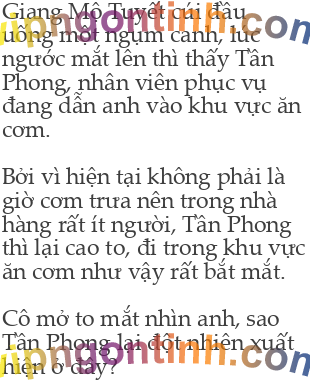 Giang Mộ Tuyết cúi đầu
uống một ngụm canh, lúc
ngước mắt lên thì thấy Tần
Phong, nhân viên phục vụ
đang dẫn anh vào khu vực ăn
cơm.
Bởi vì hiện tại không phải là
giờ cơm trưa nên trong nhà
hàng rất ít người, Tần Phong
thì lại cao to, đi trong khu vực
ăn cơm như vậy rất bắt mắt.
Cô mở to mắt nhìn anh, sao
Tần Phong lại đột nhiên xuất
hiện ở đây?